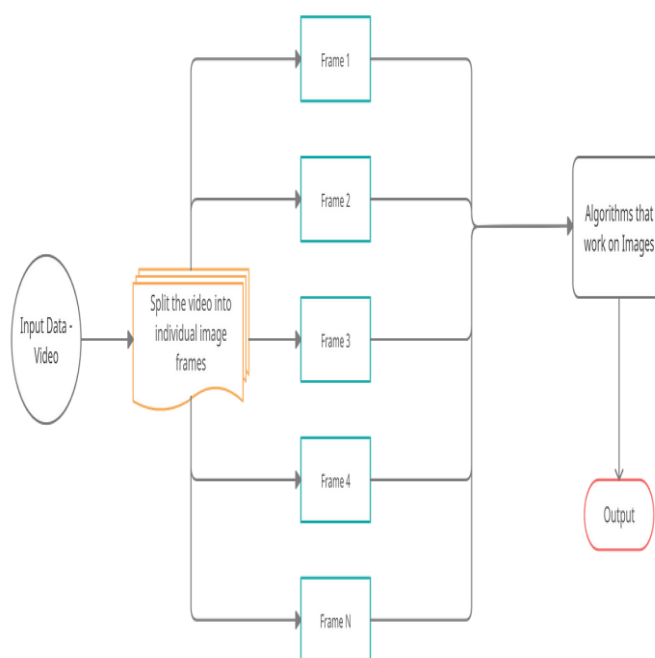 Frame 1
Frame 2
Input Data -
Video
Split the video into
individual image
frames
Frame 3
Frame 4
Frame N
Algorithms that
work on Images
Output